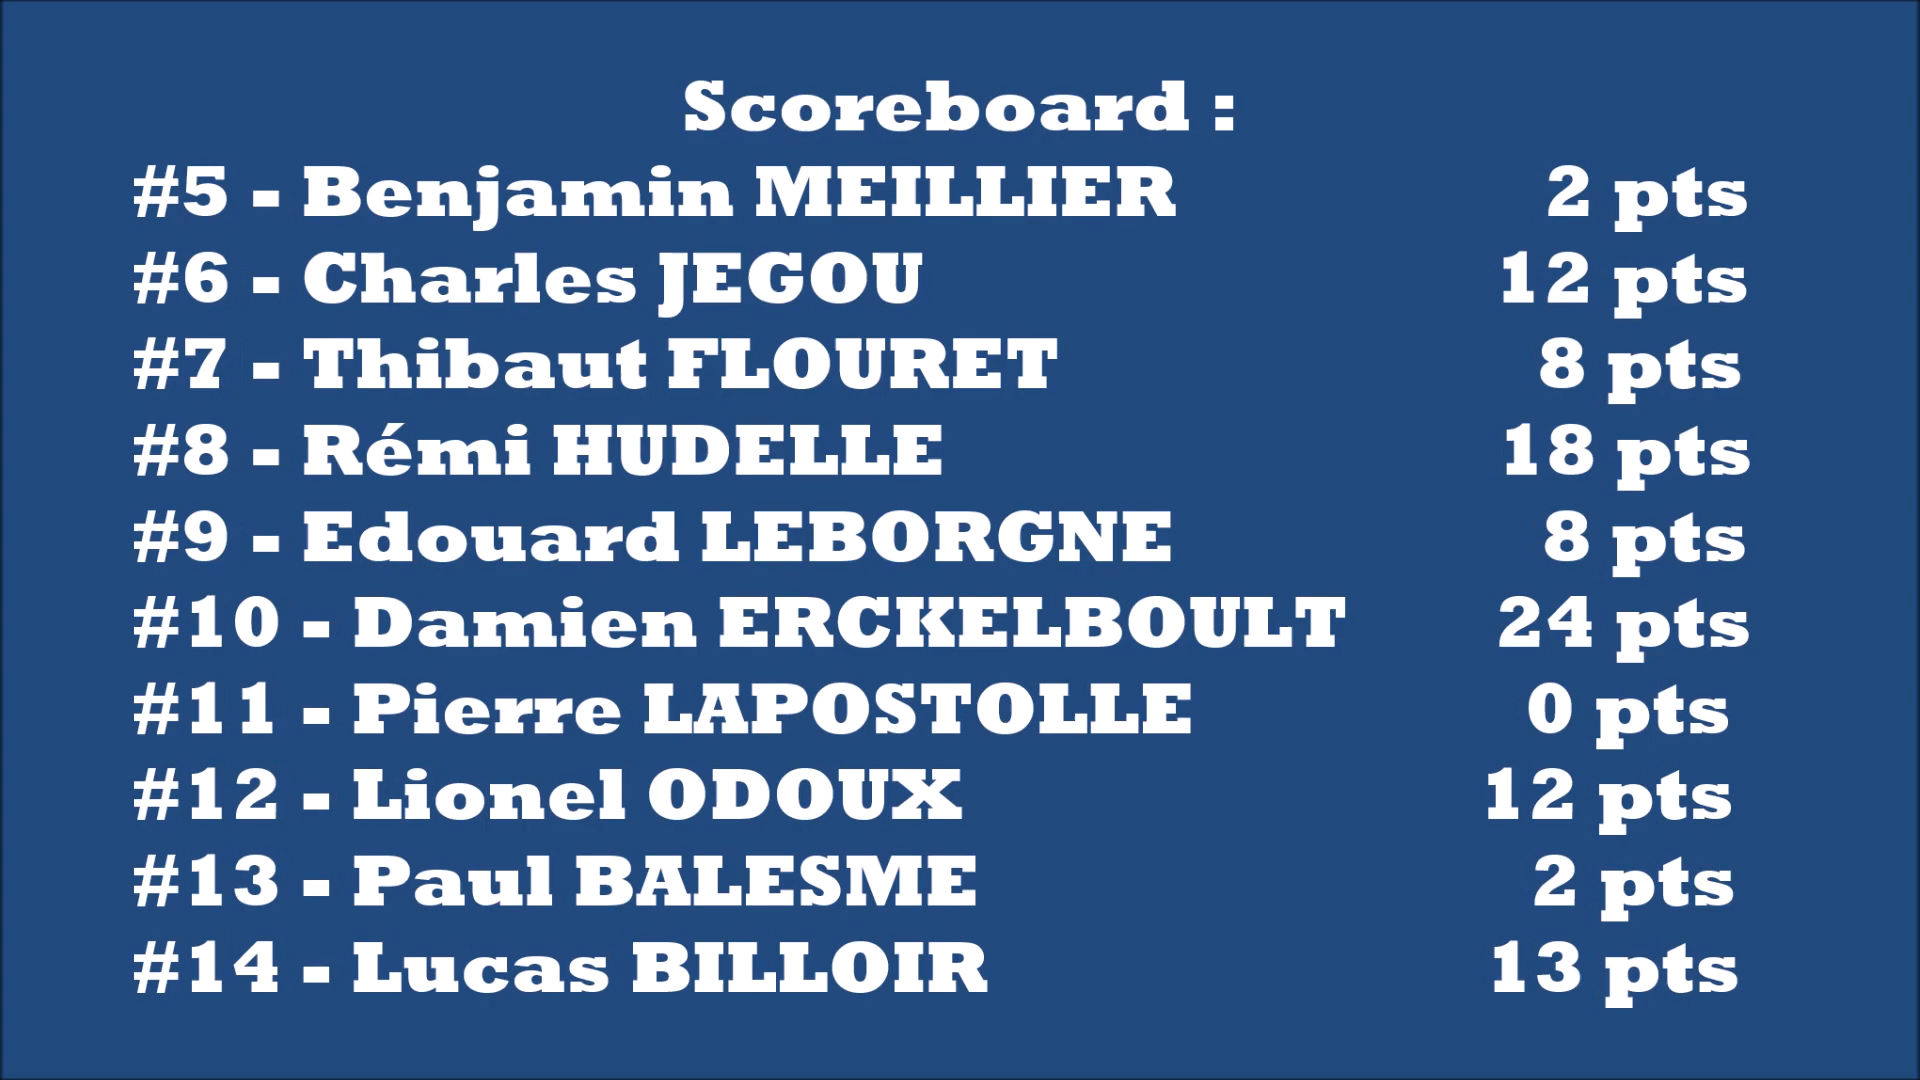 Scoreboard :
#5 - Benjamin MEILLIER 2 pts
#6 - Charles JEGOU 12 pts
#7 - Thibaut FLOURET 8 pts
#8 - Rémi HUDELLE 18 pts
#9 - Edouard LEBORGNE 8 pts
#10 - Damien ERCKELBOULT 24 pts
#11 - Pierre LAPOSTOLLE 0 pts
#12 - Lionel ODOUX 12 pts
#13 - Paul BALESME 2 pts
#14 - Lucas BILLOIR 13 pts